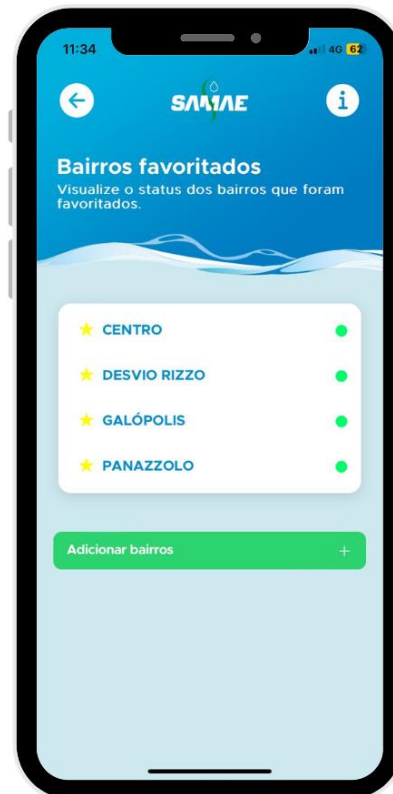 11:34
4G 62
SAMAE
i
Bairros favoritados
Visualize o status dos bairros que foram
favoritados.
CENTRO
DESVIO RIZZO
GALÓPOLIS
PANAZZOLO
Adicionar bairros +